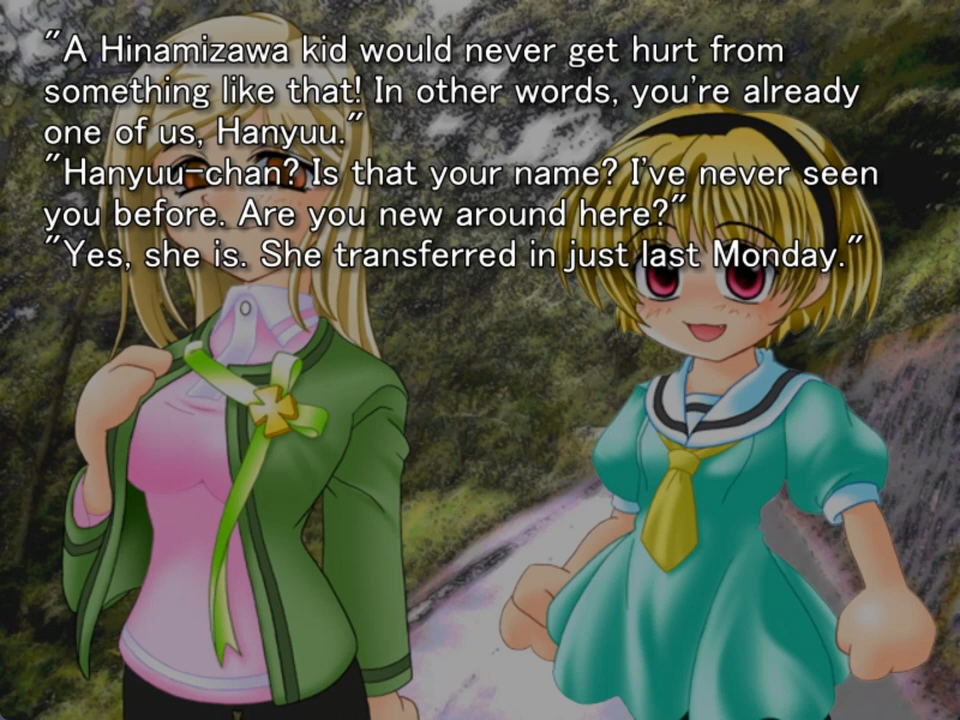 "A Hinamizawa kid would never get hurt from
something like that! In other words, you're already
one of us, Hanyuu."
"Hanyuu-chan? Is that your name? I've never seen
you before. Are you new around here?"
"Yes, she is. She transferred in just last Monday."